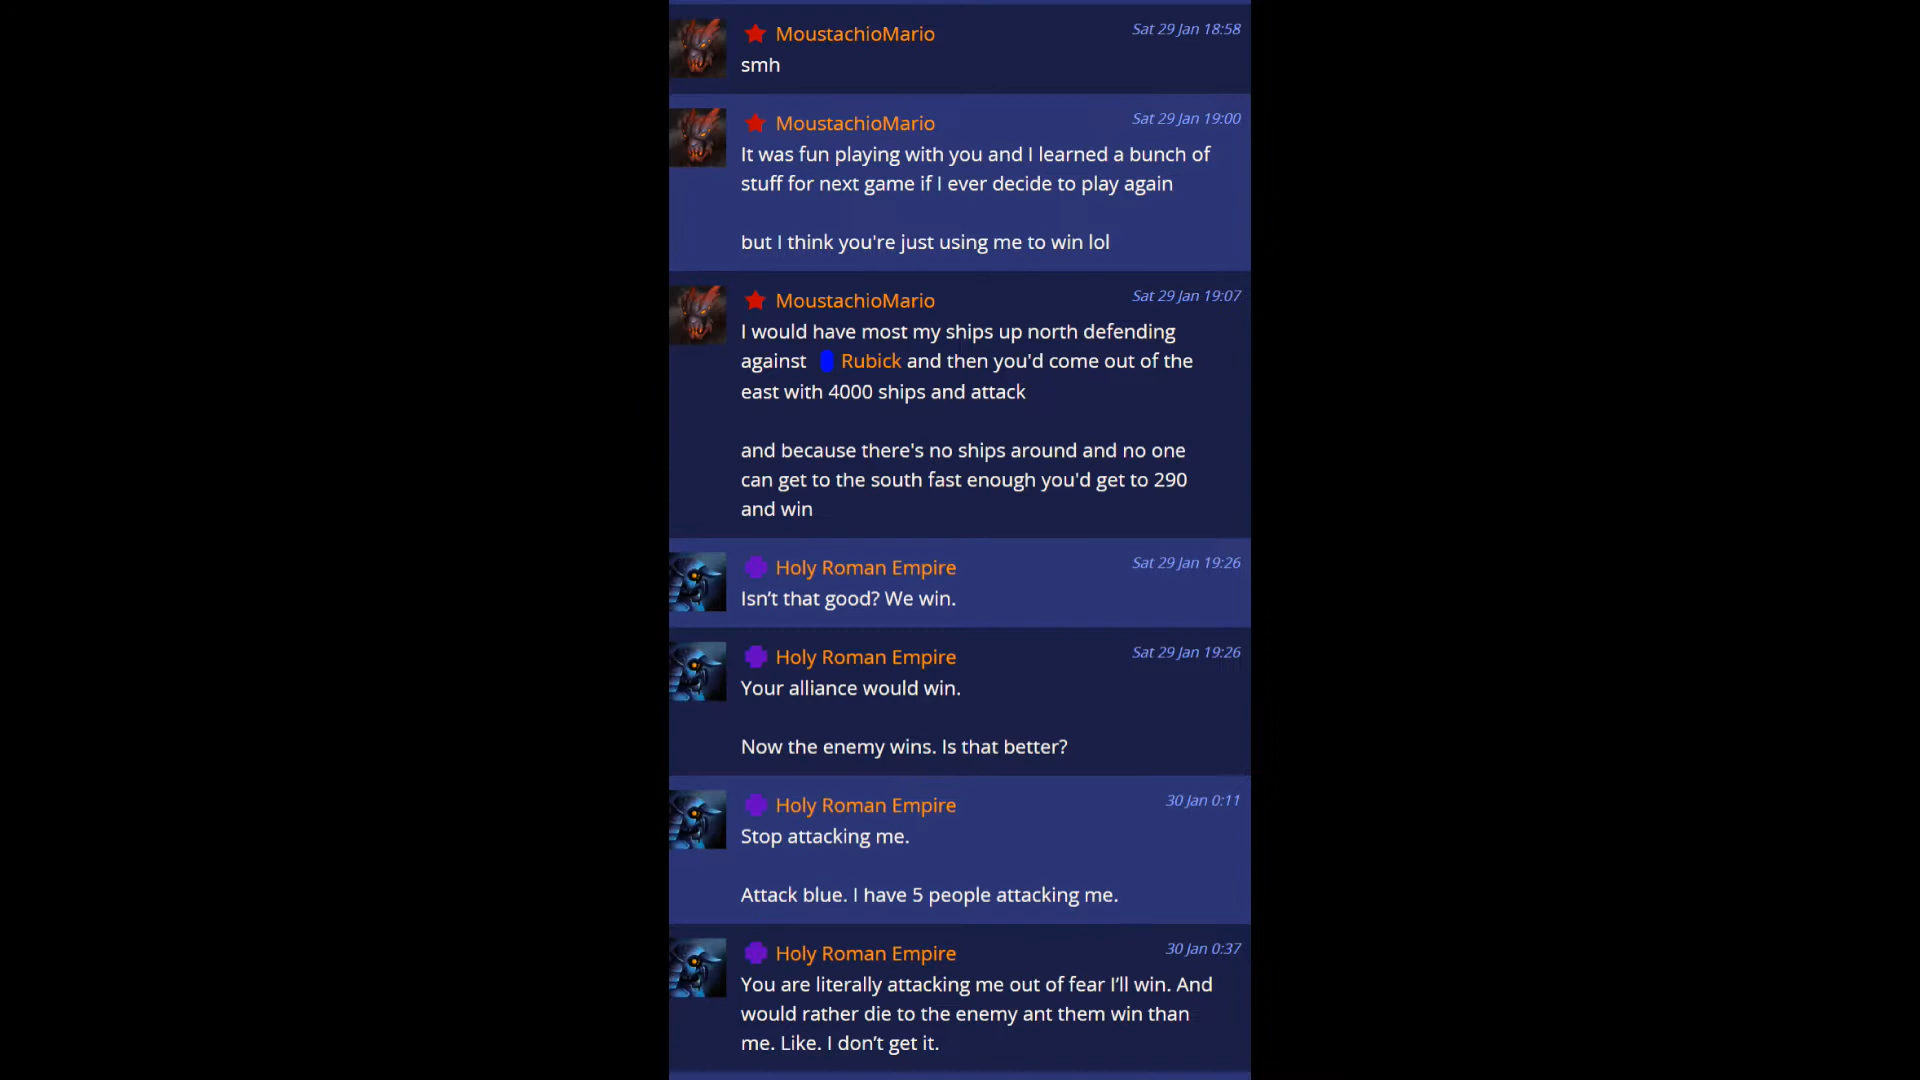 MoustachioMario
Sat 29 Jan 18:58
smh
MoustachioMario
Sat 29 Jan 19:00
It was fun playing with you and I learned a bunch of
stuff for next game if I ever decide to play again
but I think you're just using me to win lol
MoustachioMario
Sat 29 Jan 19:07
I would have most my ships up north defending
against Rubick and then you'd come out of the
east with 4000 ships and attack
and because there's no ships around and no one
can get to the south fast enough you'd get to 290
and win
Holy Roman Empire
Sat 29 Jan 19:26
Isn't that good? We win.
Holy Roman Empire
Sat 29 Jan 19:26
Your alliance would win.
Now the enemy wins. Is that better?
Holy Roman Empire
30 Jan 0:11
Stop attacking me.
Attack blue. I have 5 people attacking me.
Holy Roman Empire
30 Jan 0:37
You are literally attacking me out of fear I'll win. And
would rather die to the enemy ant them win than
me. Like. I don't get it.